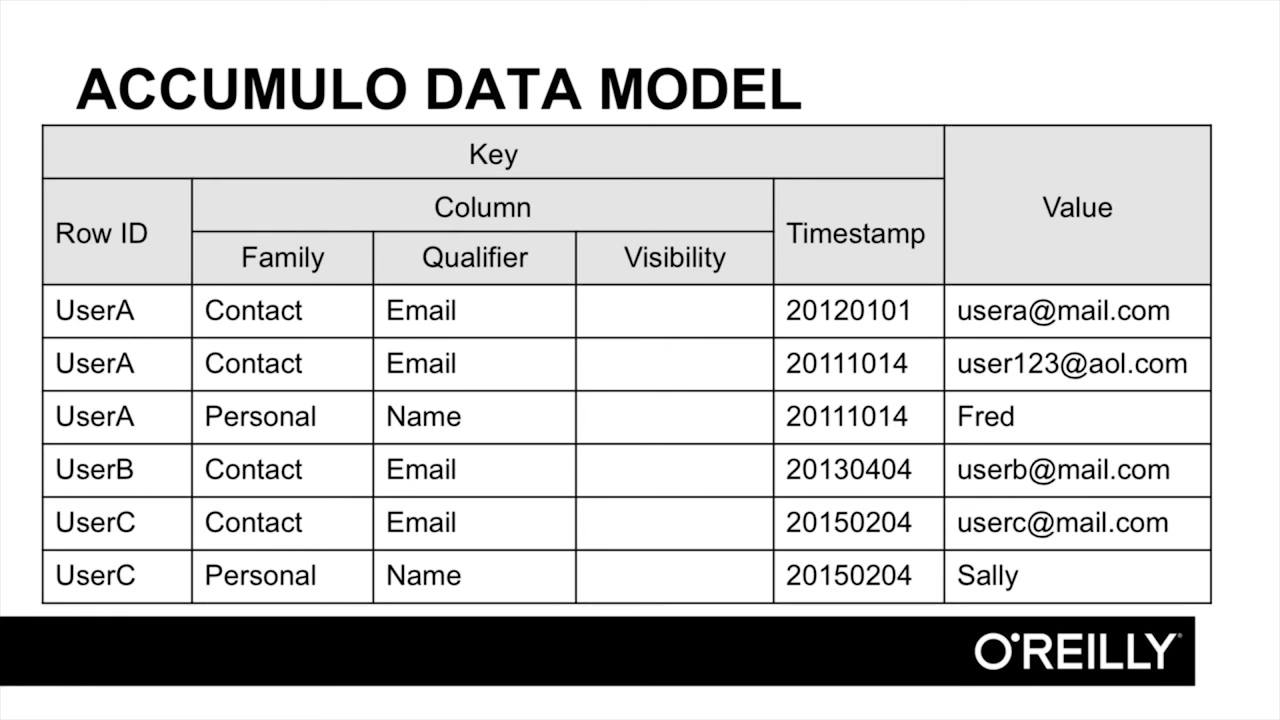 ACCUMULO DATA MODEL
Key
Value
Row ID
Column
Timestamp
Family Qualifier Visibility
UserA Contact Email 20120101 usera@mail.com
UserA Contact Email 20111014 user123@aol.com
UserA Personal Name 20111014 Fred
UserB Contact Email 20130404 userb@mail.com
UserC Contact Email 20150204 userc@mail.com
UserC Personal Name 20150204 Sally
O'REILLY®